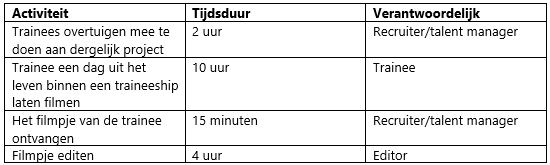 Activiteit Tijdsduur Verantwoordelijk
Trainees overtuigen mee te 2 uur Recruiter/talent manager
doen aan dergelijk project
Trainee een dag uit het 10 uur Trainee
leven binnen een traineeship
laten filmen
Het filmpje van de trainee 15 minuten Recruiter/talent manager
ontvangen
Filmpje editen 4 uur Editor